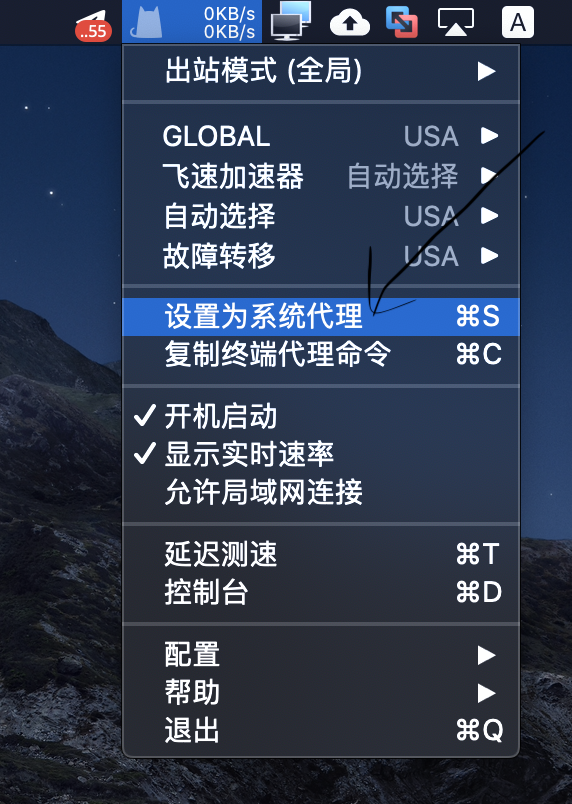 ..55
0KB/s
0KB/s
A
出站模式 (全局)
GLOBAL USA
飞速加速器 自动选择
自动选择 USA
故障转移 USA
设置为系统代理 ⌘S
复制终端代理命令 ⌘C
开机启动
显示实时速率
允许局域网连接
延迟测速 ⌘T
控制台 ⌘D
配置
帮助
退出 ⌘Q